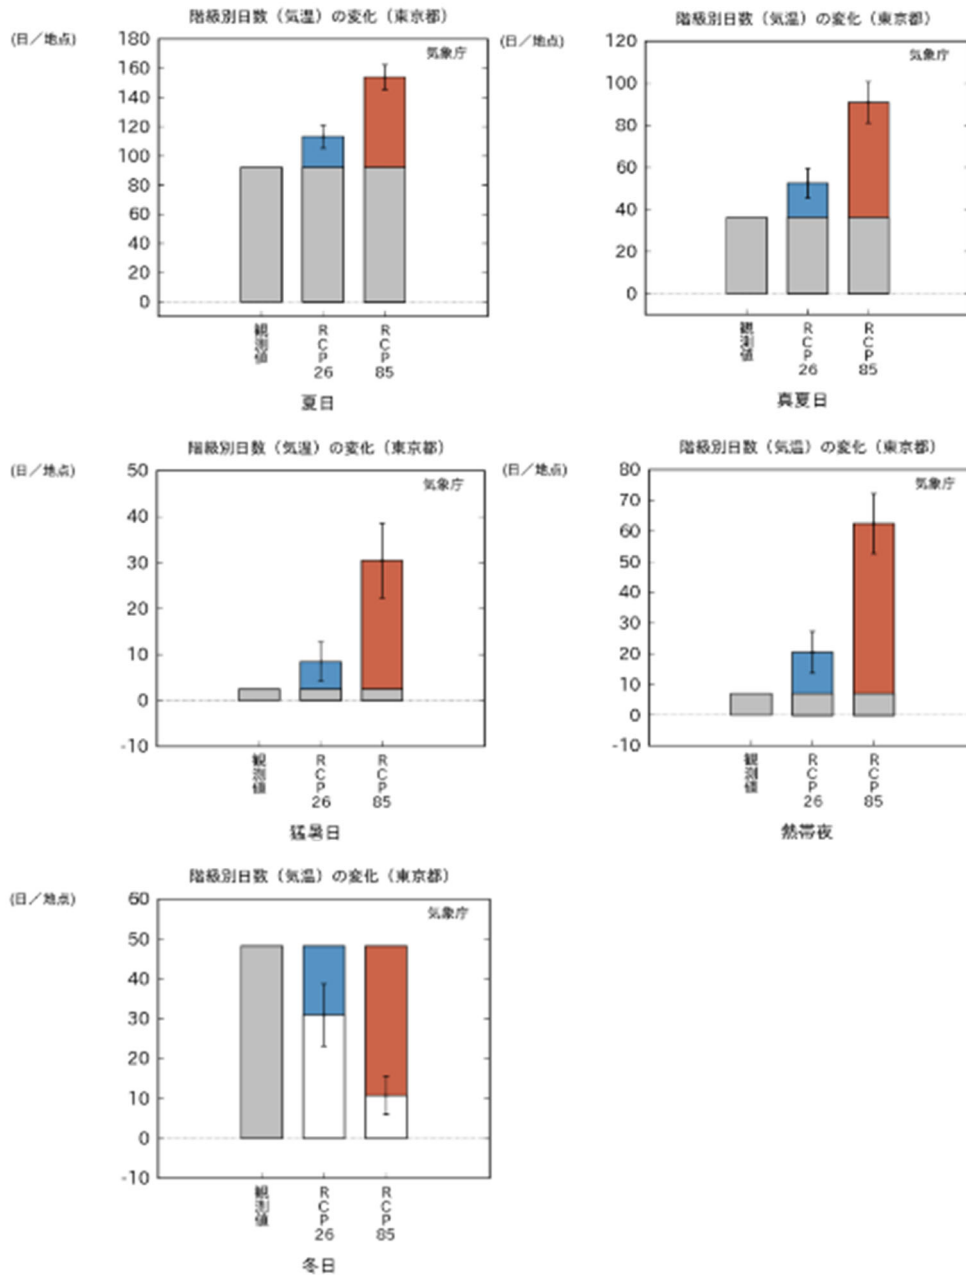 階級別日数（気温）の変化（東京都）
(日／地点)
気象庁
180
160
140
120
100
80
60
40
20
0
観測値
RCP26
RCP85
夏日
階級別日数（気温）の変化（東京都）
(日／地点)
気象庁
120
100
80
60
40
20
0
観測値
RCP26
RCP85
真夏日
階級別日数（気温）の変化（東京都）
(日／地点)
気象庁
50
40
30
20
10
0
-10
観測値
RCP26
RCP85
猛暑日
階級別日数（気温）の変化（東京都）
(日／地点)
気象庁
80
70
60
50
40
30
20
10
0
-10
観測値
RCP26
RCP85
熱帯夜
階級別日数（気温）の変化（東京都）
(日／地点)
気象庁
60
50
40
30
20
10
0
-10
観測値
RCP26
RCP85
冬日